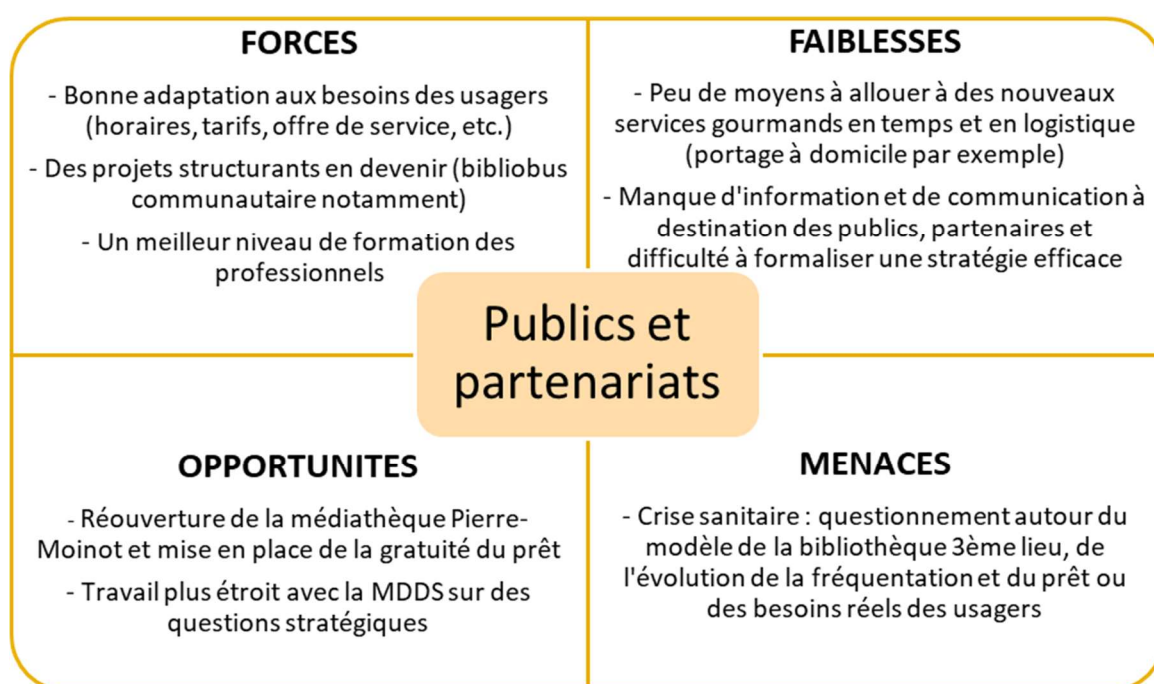 FORCES
- Bonne adaptation aux besoins des usagers
(horaires, tarifs, offre de service, etc.)
- Des projets structurants en devenir (bibliobus
communautaire notamment)
- Un meilleur niveau de formation des
professionnels
FAIBLESSES
- Peu de moyens à allouer à des nouveaux
services gourmands en temps et en logistique
(portage à domicile par exemple)
- Manque d'information et de communication à
destination des publics, partenaires et
difficulté à formaliser une stratégie efficace
Publics et
partenariats
OPPORTUNITES
- Réouverture de la médiathèque Pierre-
Moinot et mise en place de la gratuité du prêt
- Travail plus étroit avec la MDDS sur des
questions stratégiques
MENACES
- Crise sanitaire : questionnement autour du
modèle de la bibliothèque 3ème lieu, de
l'évolution de la fréquentation et du prêt ou
des besoins réels des usagers